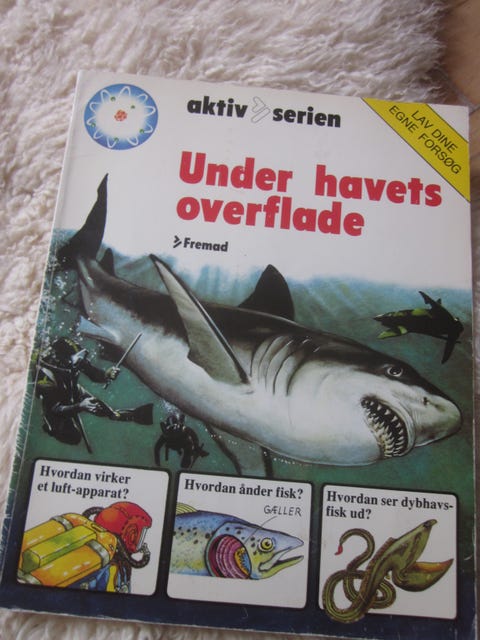 aktiv serien
LAV DINE
EGNE FORSØG
Under havets
overflade
Fremad
Hvordan virker
et luft-apparat?
Hvordan ånder fisk?
GÆLLER
Hvordan ser dybhavs-
fisk ud?